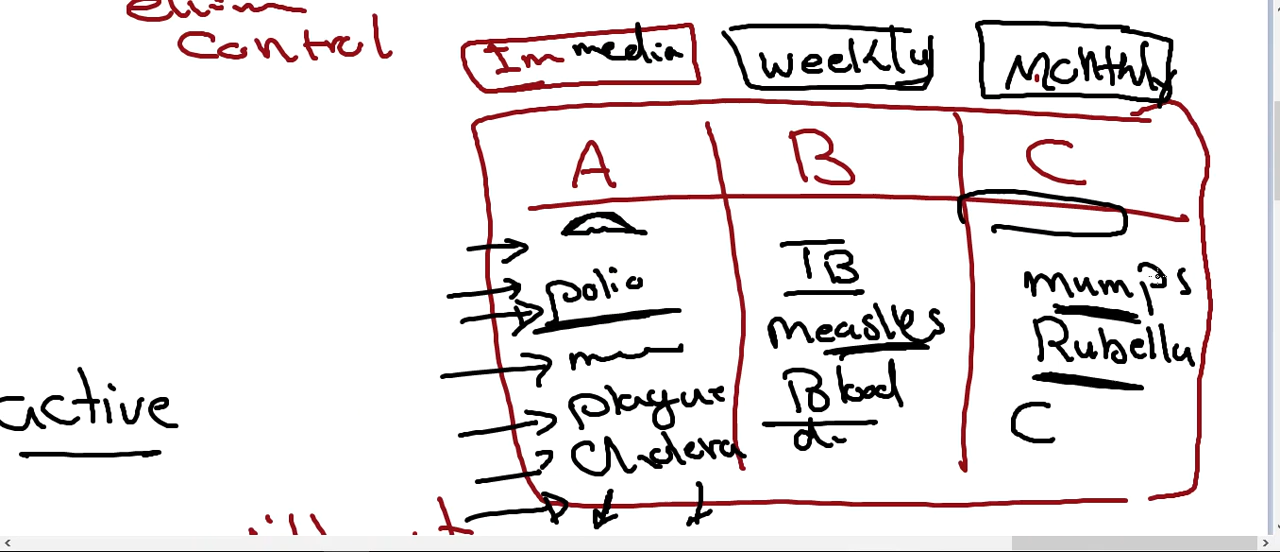 control
Immedia weekly Monthly
A B C
polio TB mumps
measles Rubella
plague Blood C
cholera d.
active